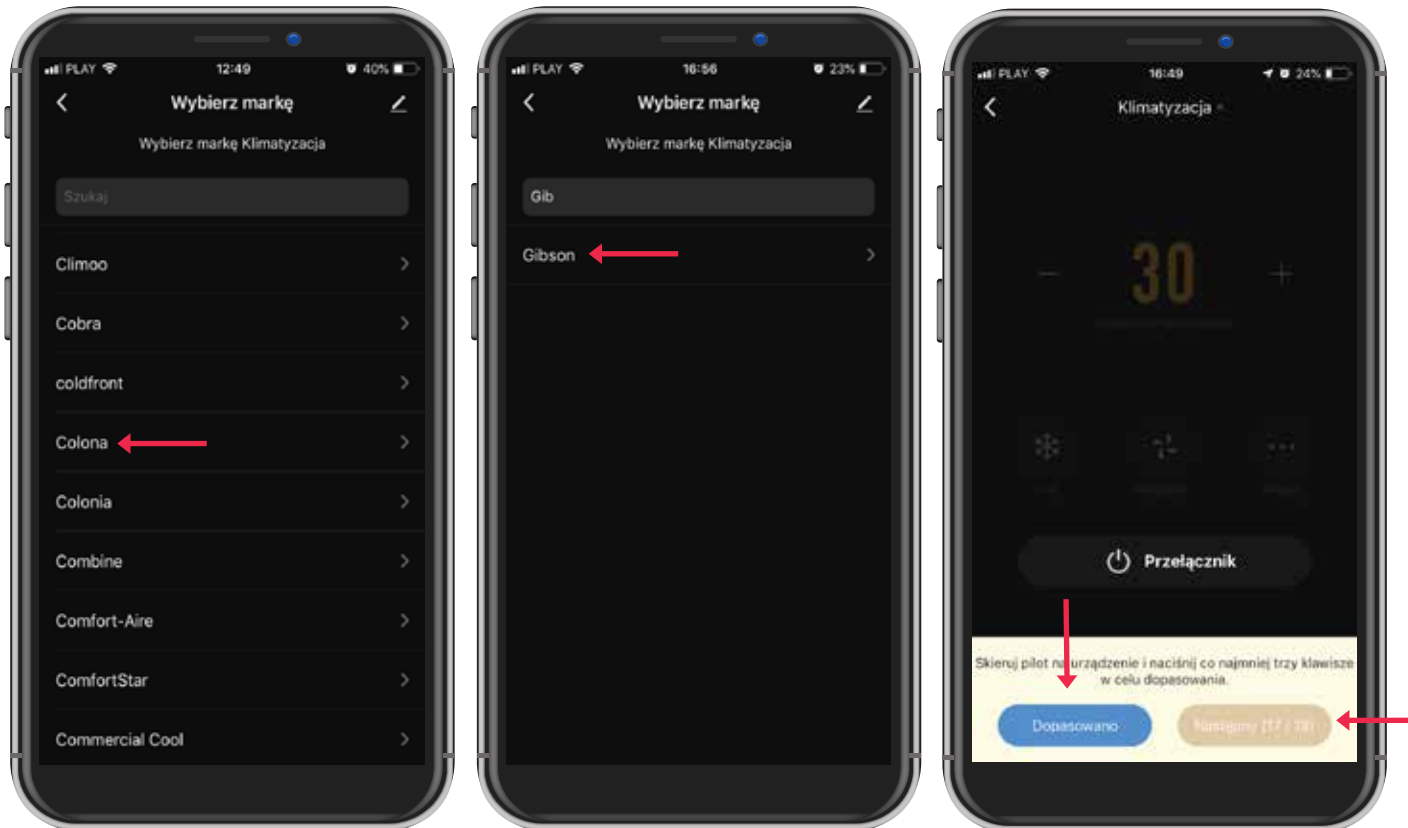 PLAY
12:49
40%
Wybierz markę
Wybierz markę Klimatyzacja
Szukaj
Climoo
Cobra
coldfront
Colona
Colonia
Combine
Comfort-Aire
ComfortStar
Commercial Cool
PLAY
16:56
23%
Wybierz markę
Wybierz markę Klimatyzacja
Gib
Gibson
PLAY
16:49
24%
Klimatyzacja
30
Przełącznik
Skieruj pilot na urządzenie i naciśnij co najmniej trzy klawisze
w celu dopasowania.
Dopasowano
Następny